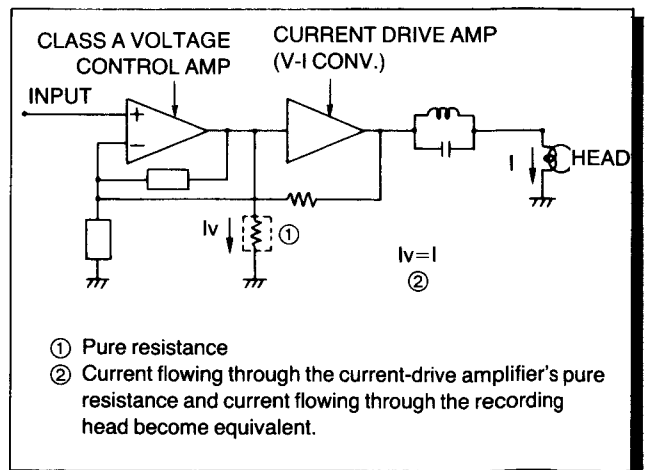 CLASS A VOLTAGE
CONTROL AMP
CURRENT DRIVE AMP
(V-I CONV.)
INPUT
+
−
I
HEAD
Iv
①
Iv=I
②
① Pure resistance
② Current flowing through the current-drive amplifier's pure
resistance and current flowing through the recording
head become equivalent.